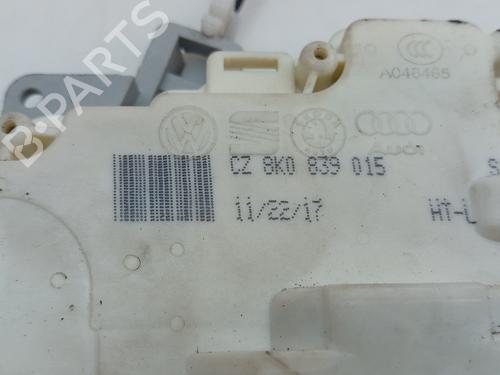 A046465
AUDI
CZ 8K0 839 015
11/22/17
HT-L
B-PARTS